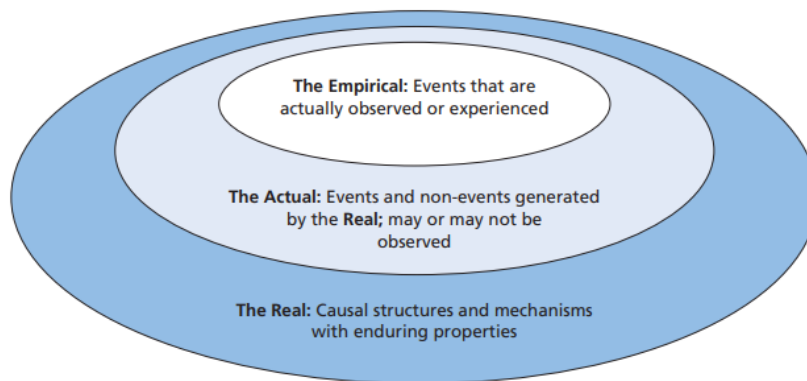 The Empirical: Events that are
actually observed or experienced
The Actual: Events and non-events generated
by the Real; may or may not be
observed
The Real: Causal structures and mechanisms
with enduring properties